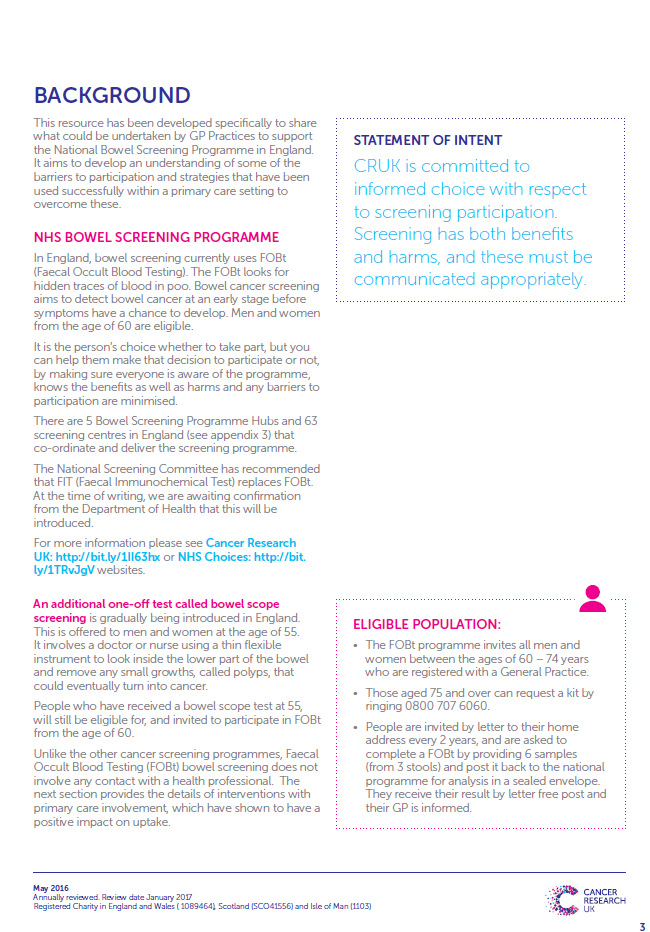 BACKGROUND
This resource has been developed specifically to share
what could be undertaken by GP Practices to support
the National Bowel Screening Programme in England.
It aims to develop an understanding of some of the
barriers to participation and strategies that have been
used successfully within a primary care setting to
overcome these.
NHS BOWEL SCREENING PROGRAMME
In England, bowel screening currently uses FOBt
(Faecal Occult Blood Testing). The FOBt looks for
hidden traces of blood in poo. Bowel cancer screening
aims to detect bowel cancer at an early stage before
symptoms have a chance to develop. Men and women
from the age of 60 are eligible.
It is the person's choice whether to take part, but you
can help them make that decision to participate or not,
by making sure everyone is aware of the programme,
knows the benefits as well as harms and any barriers to
participation are minimised.
There are 5 Bowel Screening Programme Hubs and 63
screening centres in England (see appendix 3) that
co-ordinate and deliver the screening programme.
The National Screening Committee has recommended
that FIT (Faecal Immunochemical Test) replaces FOBt.
At the time of writing, we are awaiting confirmation
from the Department of Health that this will be
introduced.
For more information please see Cancer Research
UK: http://bit.ly/1II63hx or NHS Choices: http://bit.
ly/1TRvJgV websites.
An additional one-off test called bowel scope
screening is gradually being introduced in England.
This is offered to men and women at the age of 55.
It involves a doctor or nurse using a thin flexible
instrument to look inside the lower part of the bowel
and remove any small growths, called polyps, that
could eventually turn into cancer.
People who have received a bowel scope test at 55,
will still be eligible for, and invited to participate in FOBt
from the age of 60.
Unlike the other cancer screening programmes, Faecal
Occult Blood Testing (FOBt) bowel screening does not
involve any contact with a health professional. The
next section provides the details of interventions with
primary care involvement, which have shown to have a
positive impact on uptake.
STATEMENT OF INTENT
CRUK is committed to
informed choice with respect
to screening participation.
Screening has both benefits
and harms, and these must be
communicated appropriately.
ELIGIBLE POPULATION:
• The FOBt programme invites all men and
women between the ages of 60 – 74 years
who are registered with a General Practice.
• Those aged 75 and over can request a kit by
ringing 0800 707 6060.
• People are invited by letter to their home
address every 2 years, and are asked to
complete a FOBt by providing 6 samples
(from 3 stools) and post it back to the national
programme for analysis in a sealed envelope.
They receive their result by letter free post and
their GP is informed.
May 2016
Annually reviewed. Review date January 2017
Registered Charity in England and Wales ( 1089464), Scotland (SCO41556) and Isle of Man (1103)
CANCER
RESEARCH
UK
3